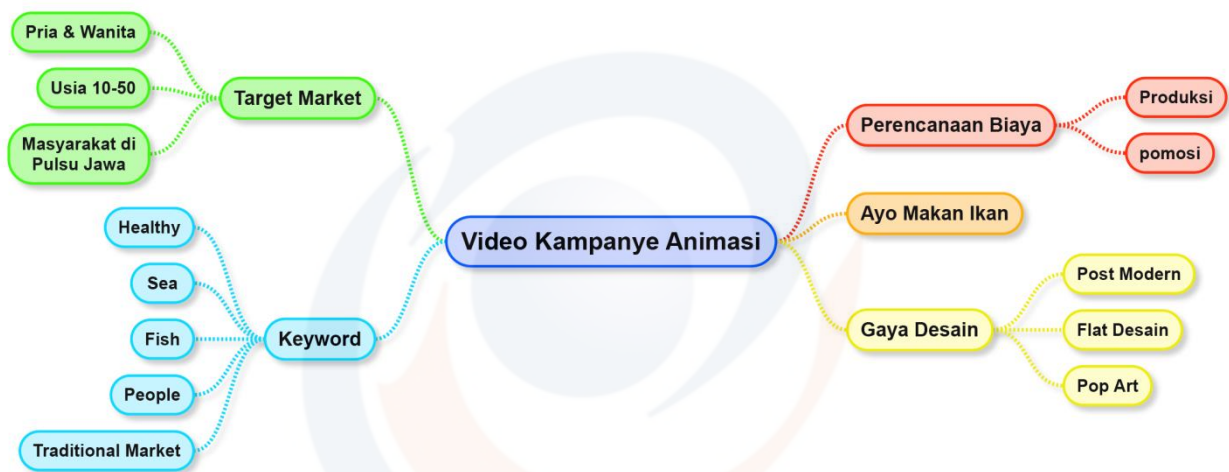 Pria & Wanita
Usia 10-50
Masyarakat di
Pulsu Jawa
Target Market
Healthy
Sea
Fish
People
Traditional Market
Keyword
Video Kampanye Animasi
Perencanaan Biaya
Produksi
pomosi
Ayo Makan Ikan
Gaya Desain
Post Modern
Flat Desain
Pop Art